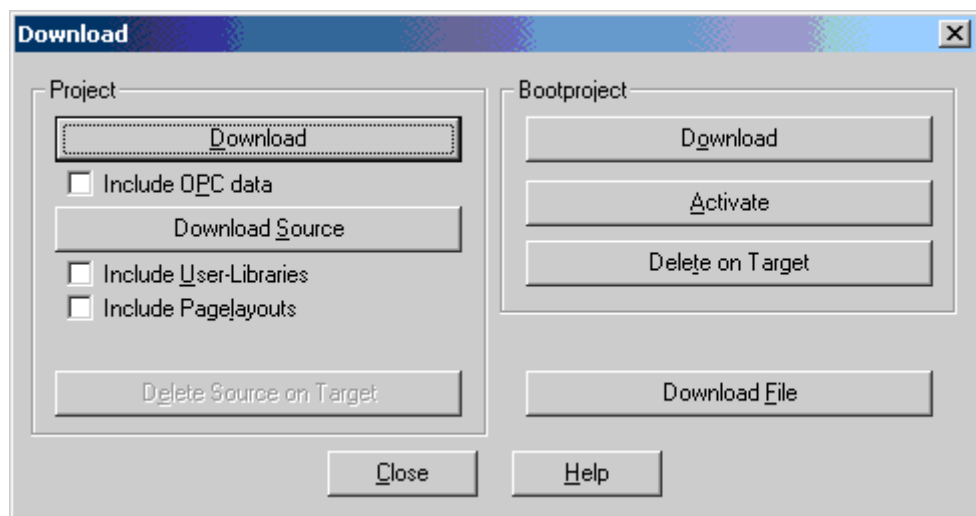 Download
Project
Download
Include OPC data
Download Source
Include User-Libraries
Include Pagelayouts
Delete Source on Target
Bootproject
Download
Activate
Delete on Target
Download File
Close
Help